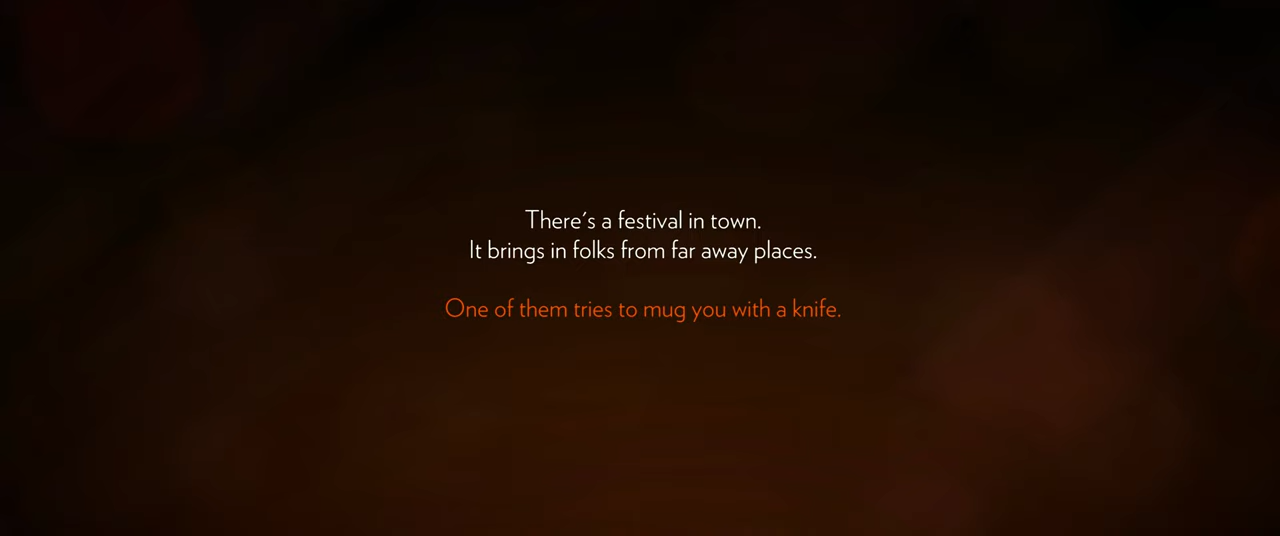 There's a festival in town.
It brings in folks from far away places.
One of them tries to mug you with a knife.